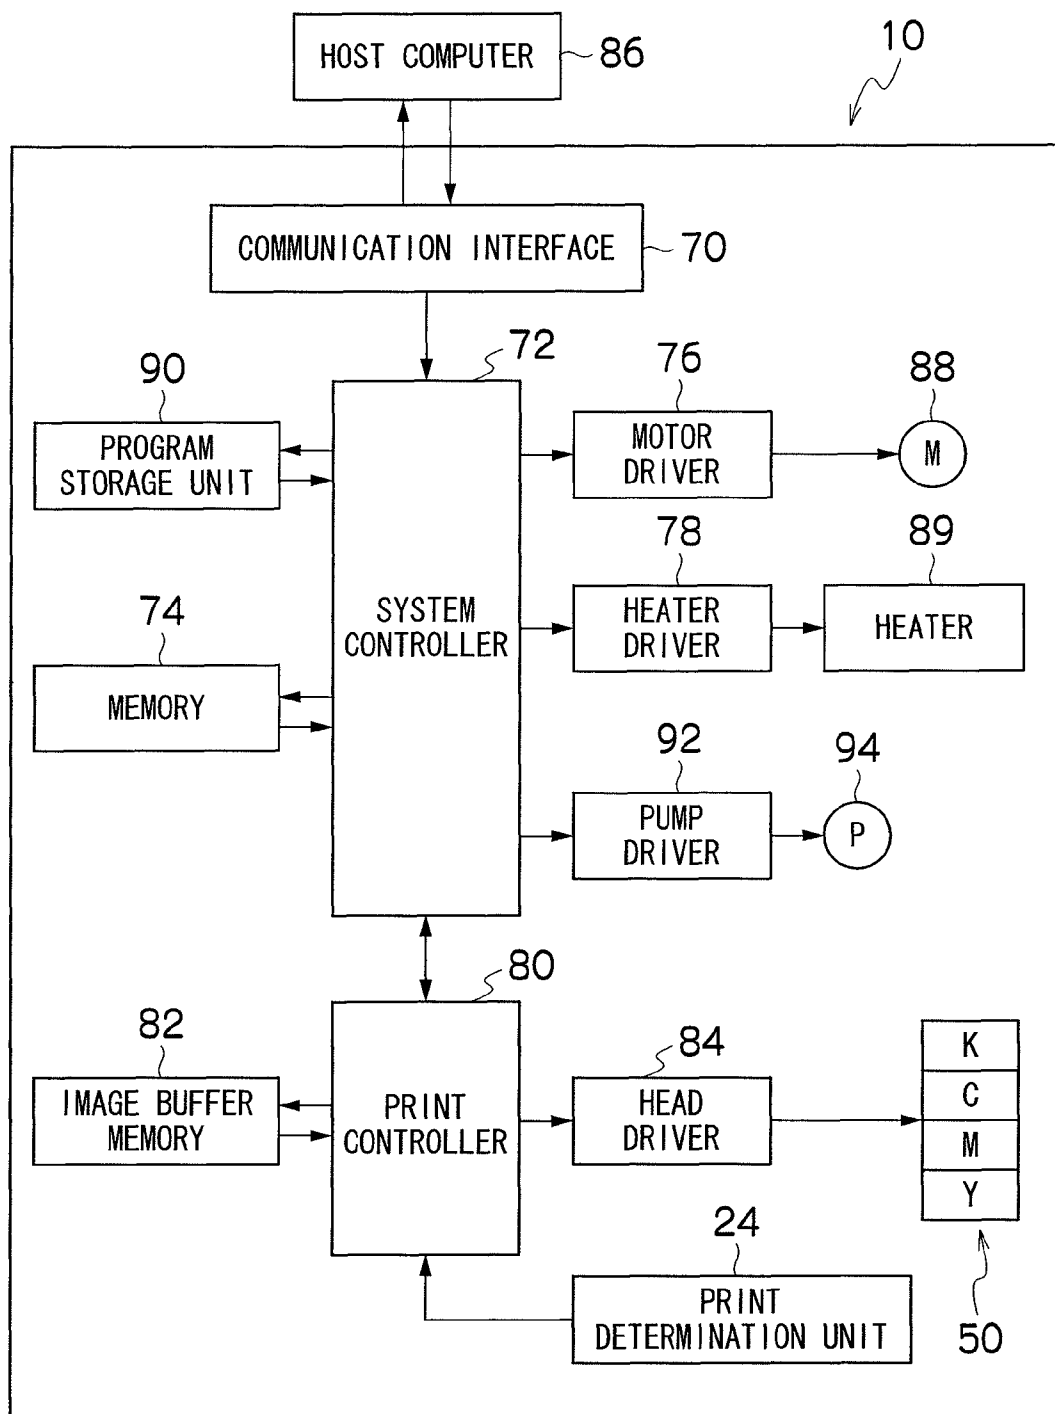 HOST COMPUTER
86
10
COMMUNICATION INTERFACE
70
72
90
PROGRAM
STORAGE UNIT
76
MOTOR
DRIVER
88
M
SYSTEM
CONTROLLER
78
HEATER
DRIVER
89
HEATER
74
MEMORY
92
PUMP
DRIVER
94
P
80
82
IMAGE BUFFER
MEMORY
PRINT
CONTROLLER
84
HEAD
DRIVER
K
C
M
Y
50
24
PRINT
DETERMINATION UNIT